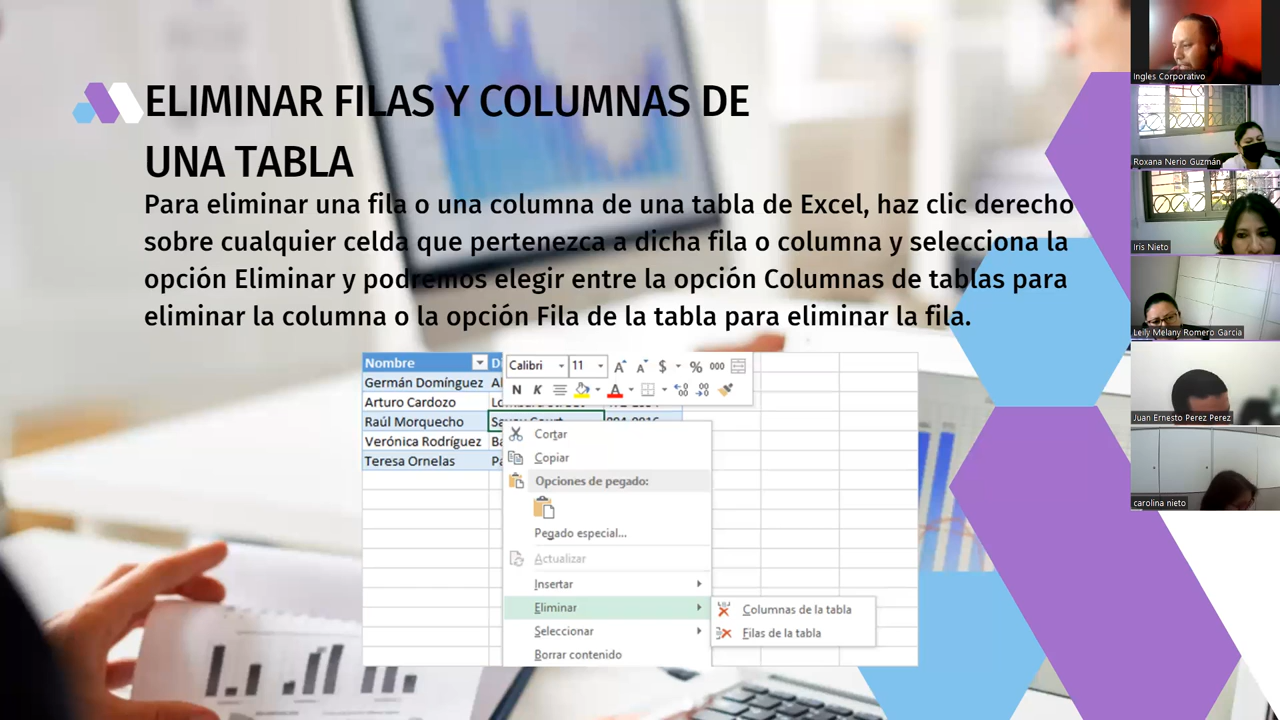 ELIMINAR FILAS Y COLUMNAS DE
UNA TABLA
Para eliminar una fila o una columna de una tabla de Excel, haz clic derecho
sobre cualquier celda que pertenezca a dicha fila o columna y selecciona la
opción Eliminar y podremos elegir entre la opción Columnas de tablas para
eliminar la columna o la opción Fila de la tabla para eliminar la fila.
Nombre
Germán Domínguez
Arturo Cardozo
Raúl Morquecho
Verónica Rodríguez
Teresa Ornelas
Calibri 11 $ % 000
N K A
Cortar
Copiar
Opciones de pegado:
Pegado especial...
Actualizar
Insertar
Eliminar
Seleccionar
Borrar contenido
Columnas de la tabla
Filas de la tabla
Ingles Corporativo
Roxana Nerio Guzmán
Iris Nieto
Leily Melany Romero Garcia
Juan Ernesto Perez Perez
carolina nieto